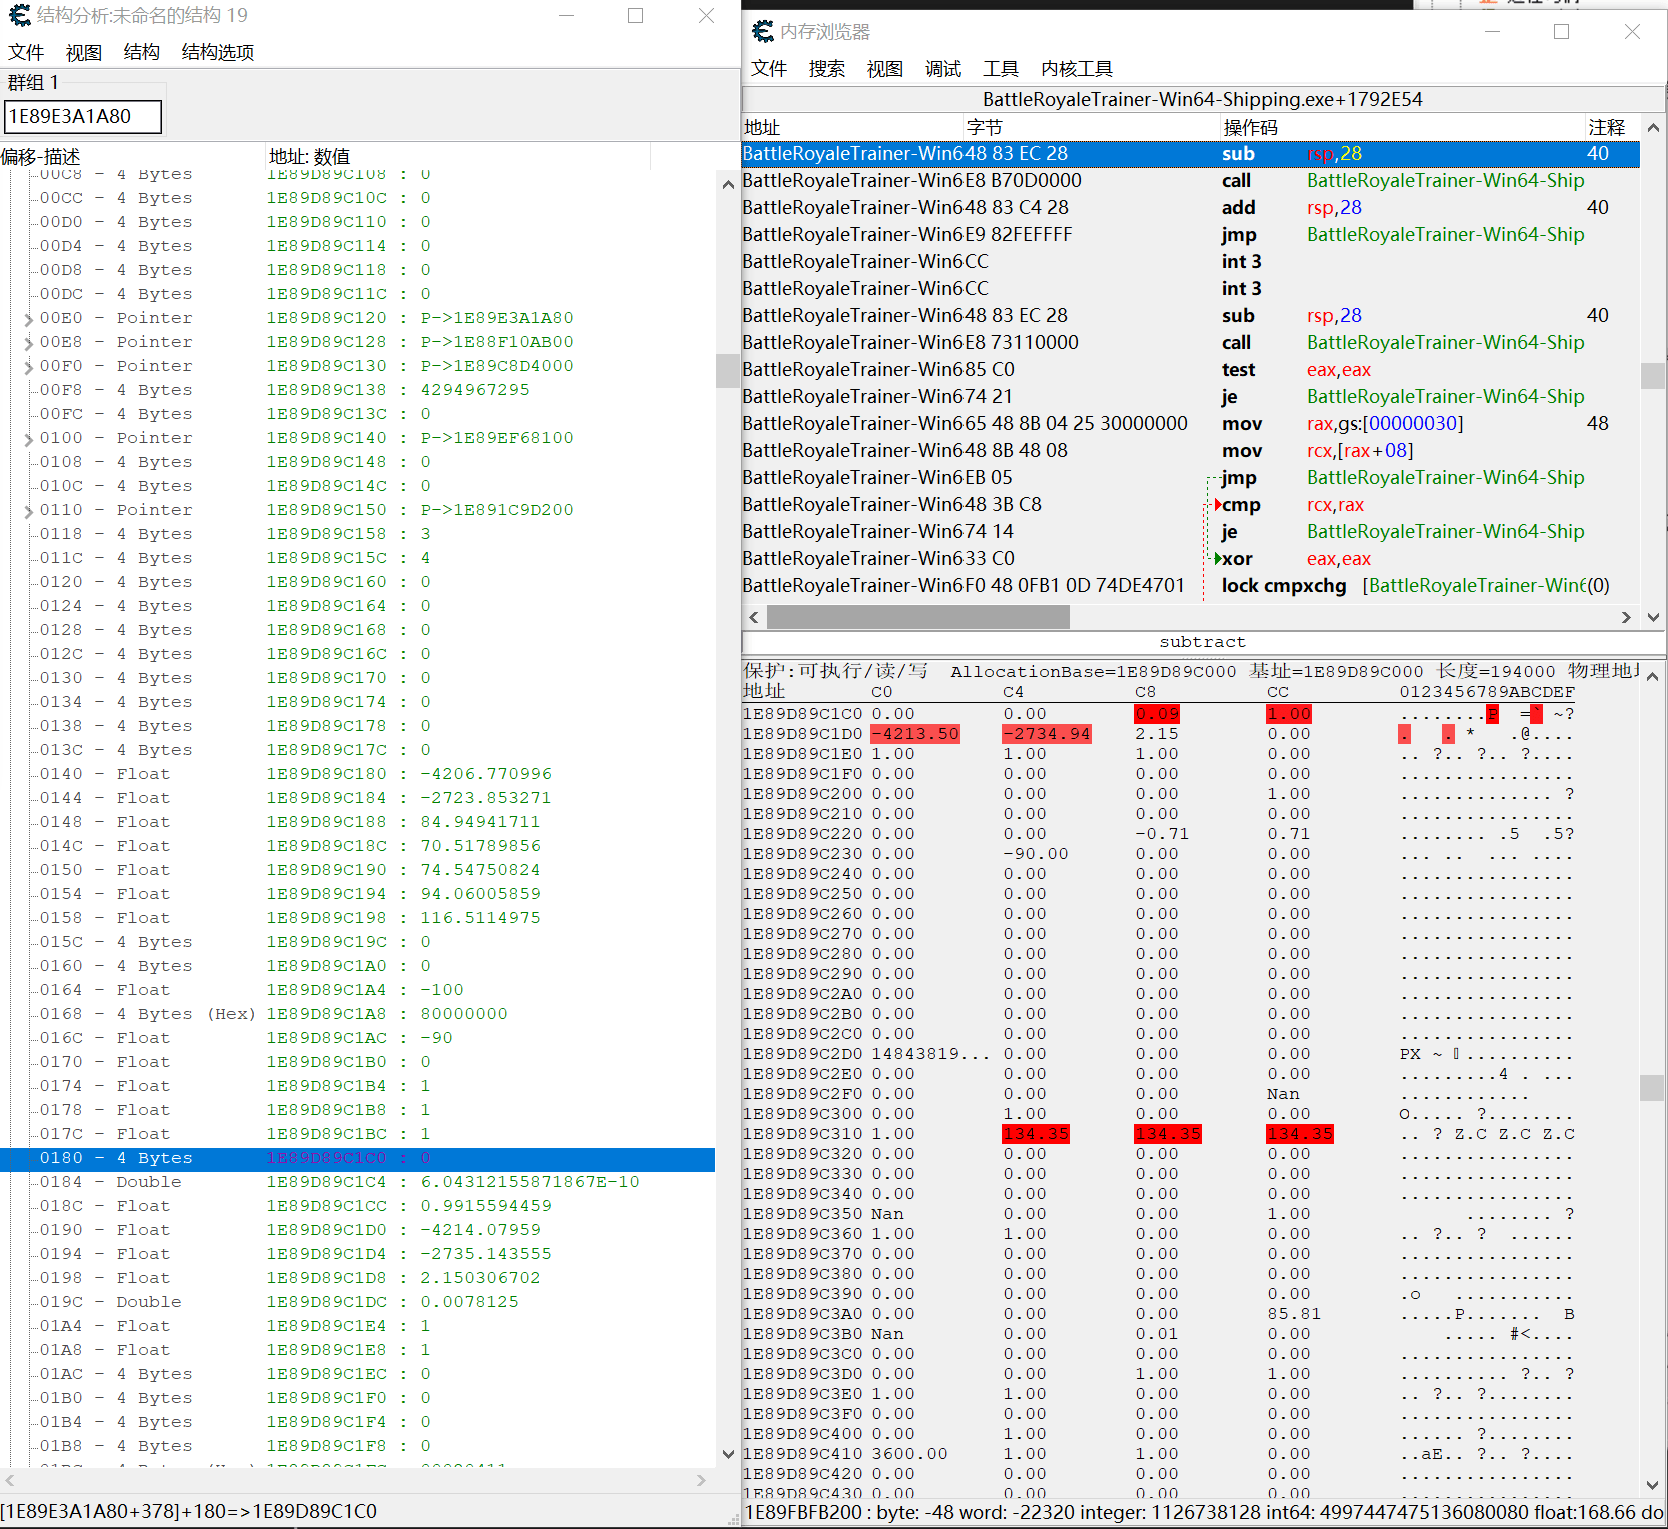 结构分析:未命名的结构 19
文件 视图 结构 结构选项
群组 1
1E89E3A1A80
偏移-描述 地址: 数值
00C8 - 4 Bytes 1E89D89C108 : 0
00CC - 4 Bytes 1E89D89C10C : 0
00D0 - 4 Bytes 1E89D89C110 : 0
00D4 - 4 Bytes 1E89D89C114 : 0
00D8 - 4 Bytes 1E89D89C118 : 0
00DC - 4 Bytes 1E89D89C11C : 0
00E0 - Pointer 1E89D89C120 : P->1E89E3A1A80
00E8 - Pointer 1E89D89C128 : P->1E88F10AB00
00F0 - Pointer 1E89D89C130 : P->1E89C8D4000
00F8 - 4 Bytes 1E89D89C138 : 4294967295
00FC - 4 Bytes 1E89D89C13C : 0
0100 - Pointer 1E89D89C140 : P->1E89EF68100
0108 - 4 Bytes 1E89D89C148 : 0
010C - 4 Bytes 1E89D89C14C : 0
0110 - Pointer 1E89D89C150 : P->1E891C9D200
0118 - 4 Bytes 1E89D89C158 : 3
011C - 4 Bytes 1E89D89C15C : 4
0120 - 4 Bytes 1E89D89C160 : 0
0124 - 4 Bytes 1E89D89C164 : 0
0128 - 4 Bytes 1E89D89C168 : 0
012C - 4 Bytes 1E89D89C16C : 0
0130 - 4 Bytes 1E89D89C170 : 0
0134 - 4 Bytes 1E89D89C174 : 0
0138 - 4 Bytes 1E89D89C178 : 0
013C - 4 Bytes 1E89D89C17C : 0
0140 - Float 1E89D89C180 : -4206.770996
0144 - Float 1E89D89C184 : -2723.853271
0148 - Float 1E89D89C188 : 84.94941711
014C - Float 1E89D89C18C : 70.51789856
0150 - Float 1E89D89C190 : 74.54750824
0154 - Float 1E89D89C194 : 94.06005859
0158 - Float 1E89D89C198 : 116.5114975
015C - 4 Bytes 1E89D89C19C : 0
0160 - 4 Bytes 1E89D89C1A0 : 0
0164 - Float 1E89D89C1A4 : -100
0168 - 4 Bytes (Hex) 1E89D89C1A8 : 80000000
016C - Float 1E89D89C1AC : -90
0170 - Float 1E89D89C1B0 : 0
0174 - Float 1E89D89C1B4 : 1
0178 - Float 1E89D89C1B8 : 1
017C - Float 1E89D89C1BC : 1
0180 - 4 Bytes 1E89D89C1C0 : 0
0184 - Double 1E89D89C1C4 : 6.04312155871867E-10
018C - Float 1E89D89C1CC : 0.9915594459
0190 - Float 1E89D89C1D0 : -4214.07959
0194 - Float 1E89D89C1D4 : -2735.143555
0198 - Float 1E89D89C1D8 : 2.150306702
019C - Double 1E89D89C1DC : 0.0078125
01A4 - Float 1E89D89C1E4 : 1
01A8 - Float 1E89D89C1E8 : 1
01AC - 4 Bytes 1E89D89C1EC : 0
01B0 - 4 Bytes 1E89D89C1F0 : 0
01B4 - 4 Bytes 1E89D89C1F4 : 0
01B8 - 4 Bytes 1E89D89C1F8 : 0
[1E89E3A1A80+378]+180=>1E89D89C1C0
内存浏览器
文件 搜索 视图 调试 工具 内核工具
BattleRoyaleTrainer-Win64-Shipping.exe+1792E54
地址 字节 操作码 注释
BattleRoyaleTrainer-Win6 48 83 EC 28 sub rsp,28 40
BattleRoyaleTrainer-Win6 E8 B70D0000 call BattleRoyaleTrainer-Win64-Ship
BattleRoyaleTrainer-Win6 48 83 C4 28 add rsp,28 40
BattleRoyaleTrainer-Win6 E9 82FEFFFF jmp BattleRoyaleTrainer-Win64-Ship
BattleRoyaleTrainer-Win6 CC int 3
BattleRoyaleTrainer-Win6 CC int 3
BattleRoyaleTrainer-Win6 48 83 EC 28 sub rsp,28 40
BattleRoyaleTrainer-Win6 E8 73110000 call BattleRoyaleTrainer-Win64-Ship
BattleRoyaleTrainer-Win6 85 C0 test eax,eax
BattleRoyaleTrainer-Win6 74 21 je BattleRoyaleTrainer-Win64-Ship
BattleRoyaleTrainer-Win6 65 48 8B 04 25 30000000 mov rax,gs:[00000030] 48
BattleRoyaleTrainer-Win6 48 8B 48 08 mov rcx,[rax+08]
BattleRoyaleTrainer-Win6 EB 05 jmp BattleRoyaleTrainer-Win64-Ship
BattleRoyaleTrainer-Win6 48 3B C8 cmp rcx,rax
BattleRoyaleTrainer-Win6 74 14 je BattleRoyaleTrainer-Win64-Ship
BattleRoyaleTrainer-Win6 33 C0 xor eax,eax
BattleRoyaleTrainer-Win6 F0 48 0FB1 0D 74DE4701 lock cmpxchg [BattleRoyaleTrainer-Win6 (0)
subtract
保护:可执行/读/写 AllocationBase=1E89D89C000 基址=1E89D89C000 长度=194000 物理地
地址 C0 C4 C8 CC 0123456789ABCDEF
1E89D89C1C0 0.00 0.00 0.09 1.00 ........P =` ~?
1E89D89C1D0 -4213.50 -2734.94 2.15 0.00 . . * .@....
1E89D89C1E0 1.00 1.00 1.00 0.00 .. ?.. ?.. ?....
1E89D89C1F0 0.00 0.00 0.00 0.00 ................
1E89D89C200 0.00 0.00 0.00 1.00 .............. ?
1E89D89C210 0.00 0.00 0.00 0.00 ................
1E89D89C220 0.00 0.00 -0.71 0.71 ........ .5 .5?
1E89D89C230 0.00 -90.00 0.00 0.00 ... .. ... ....
1E89D89C240 0.00 0.00 0.00 0.00 ................
1E89D89C250 0.00 0.00 0.00 0.00 ................
1E89D89C260 0.00 0.00 0.00 0.00 ................
1E89D89C270 0.00 0.00 0.00 0.00 ................
1E89D89C280 0.00 0.00 0.00 0.00 ................
1E89D89C290 0.00 0.00 0.00 0.00 ................
1E89D89C2A0 0.00 0.00 0.00 0.00 ................
1E89D89C2B0 0.00 0.00 0.00 0.00 ................
1E89D89C2C0 0.00 0.00 0.00 0.00 ................
1E89D89C2D0 14843819... 0.00 0.00 0.00 PX ~ ..........
1E89D89C2E0 0.00 0.00 0.00 0.00 .........4 . ...
1E89D89C2F0 0.00 0.00 0.00 Nan ............
1E89D89C300 0.00 1.00 0.00 0.00 O..... ?........
1E89D89C310 1.00 134.35 134.35 134.35 .. ? Z.C Z.C Z.C
1E89D89C320 0.00 0.00 0.00 0.00 ................
1E89D89C330 0.00 0.00 0.00 0.00 ................
1E89D89C340 0.00 0.00 0.00 0.00 ................
1E89D89C350 Nan 0.00 0.00 1.00 ........ ?
1E89D89C360 1.00 1.00 0.00 0.00 .. ?.. ? ......
1E89D89C370 0.00 0.00 0.00 0.00 ................
1E89D89C380 0.00 0.00 0.00 0.00 ................
1E89D89C390 0.00 0.00 0.00 0.00 .o ...........
1E89D89C3A0 0.00 0.00 0.00 85.81 .....P....... B
1E89D89C3B0 Nan 0.00 0.01 0.00 ..... #<....
1E89D89C3C0 0.00 0.00 0.00 0.00 ................
1E89D89C3D0 0.00 0.00 1.00 1.00 .......... ?.. ?
1E89D89C3E0 1.00 1.00 0.00 0.00 .. ?.. ?........
1E89D89C3F0 0.00 0.00 0.00 0.00 ................
1E89D89C400 0.00 1.00 0.00 0.00 ...... ?........
1E89D89C410 3600.00 1.00 1.00 0.00 ..aE.. ?.. ?....
1E89D89C420 0.00 0.00 0.00 0.00 ................
1E89D89C430 0.00 0.00 0.00 0.00 ................
1E89FBFB200 : byte: -48 word: -22320 integer: 1126738128 int64: 4997447475136080080 float:168.66 do